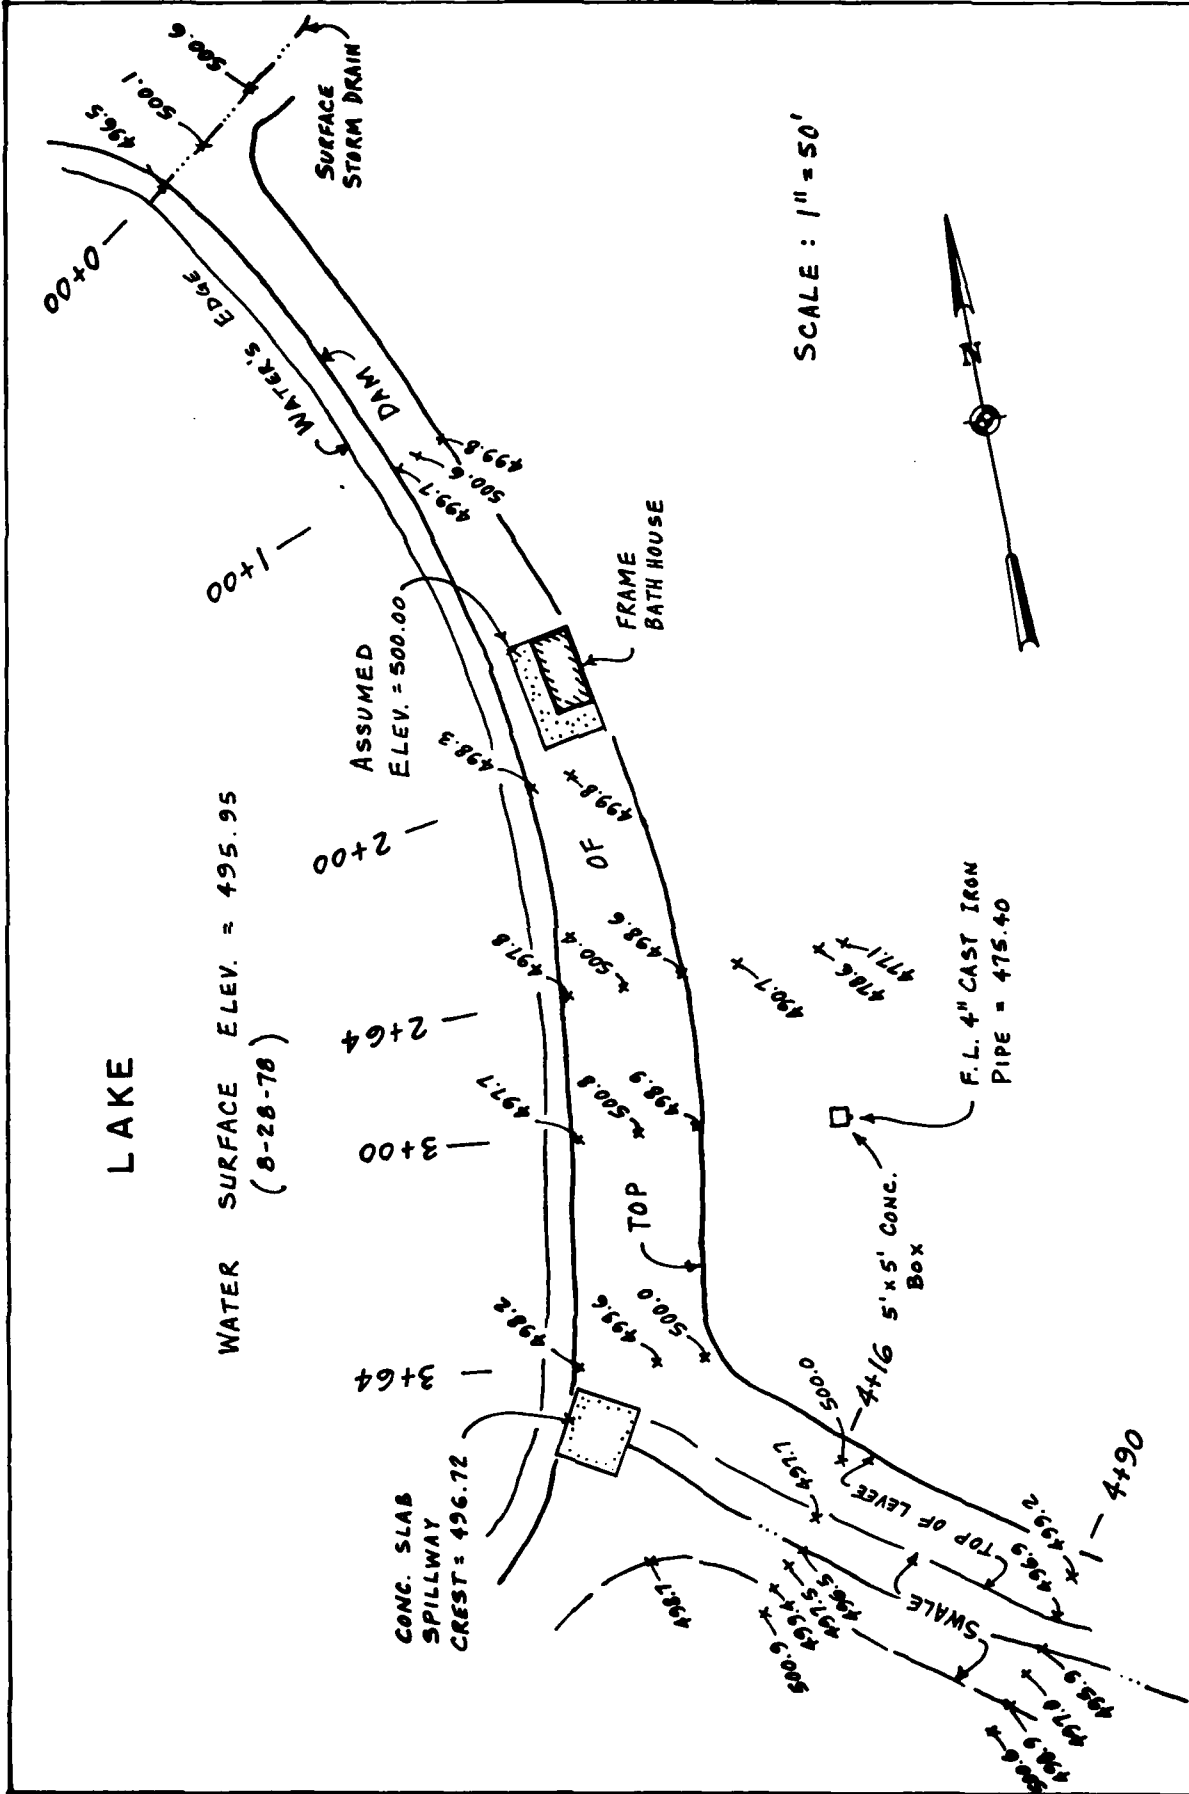 LAKE
WATER SURFACE ELEV. = 495.95
(8-28-78)
0+00
1+00
2+00
2+64
3+00
3+64
4+16
4+90
496.5
500.1
500.6
SURFACE
STORM DRAIN
WATER'S EDGE
DAM
499.7
500.6
499.8
ASSUMED
ELEV. = 500.00
FRAME
BATH HOUSE
498.3
499.8
OF
497.8
500.4
498.6
490.7
478.6
477.1
497.7
500.8
498.9
TOP
498.2
499.6
500.0
CONC. SLAB
SPILLWAY
CREST = 496.72
5' x 5' CONC.
BOX
F.L. 4" CAST IRON
PIPE = 475.40
500.0
497.7
TOP OF LEVEE
SWALE
498.7
500.9
499.4
497.5
496.5
499.2
496.9
495.9
497.0
498.9
SCALE : 1" = 50'
N